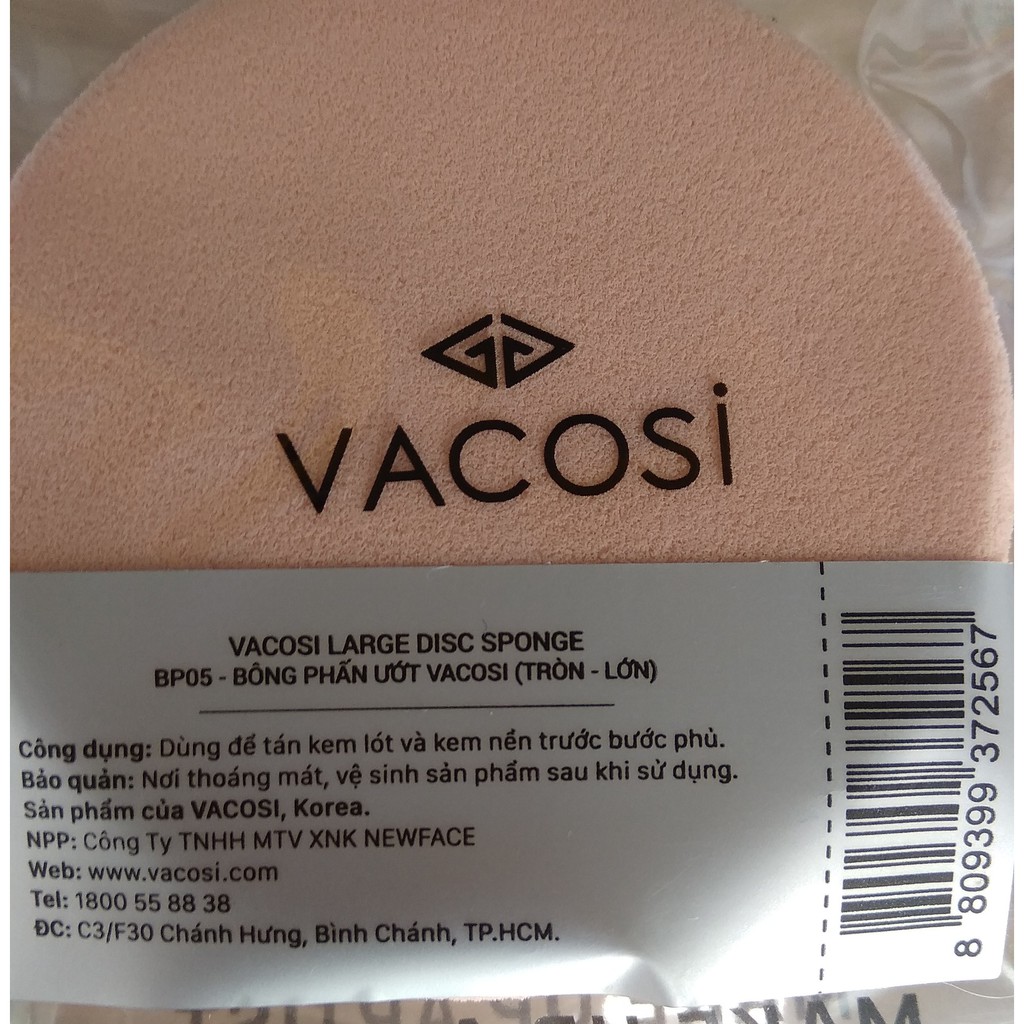 VACOSI
VACOSI LARGE DISC SPONGE
BP05 - BÔNG PHẤN ƯỚT VACOSI (TRÒN - LỚN)
Công dụng: Dùng để tán kem lót và kem nền trước bước phủ.
Bảo quản: Nơi thoáng mát, vệ sinh sản phẩm sau khi sử dụng.
Sản phẩm của VACOSI, Korea.
NPP: Công Ty TNHH MTV XNK NEWFACE
Web: www.vacosi.com
Tel: 1800 55 88 38
ĐC: C3/F30 Chánh Hưng, Bình Chánh, TP.HCM.
8 809399 372567